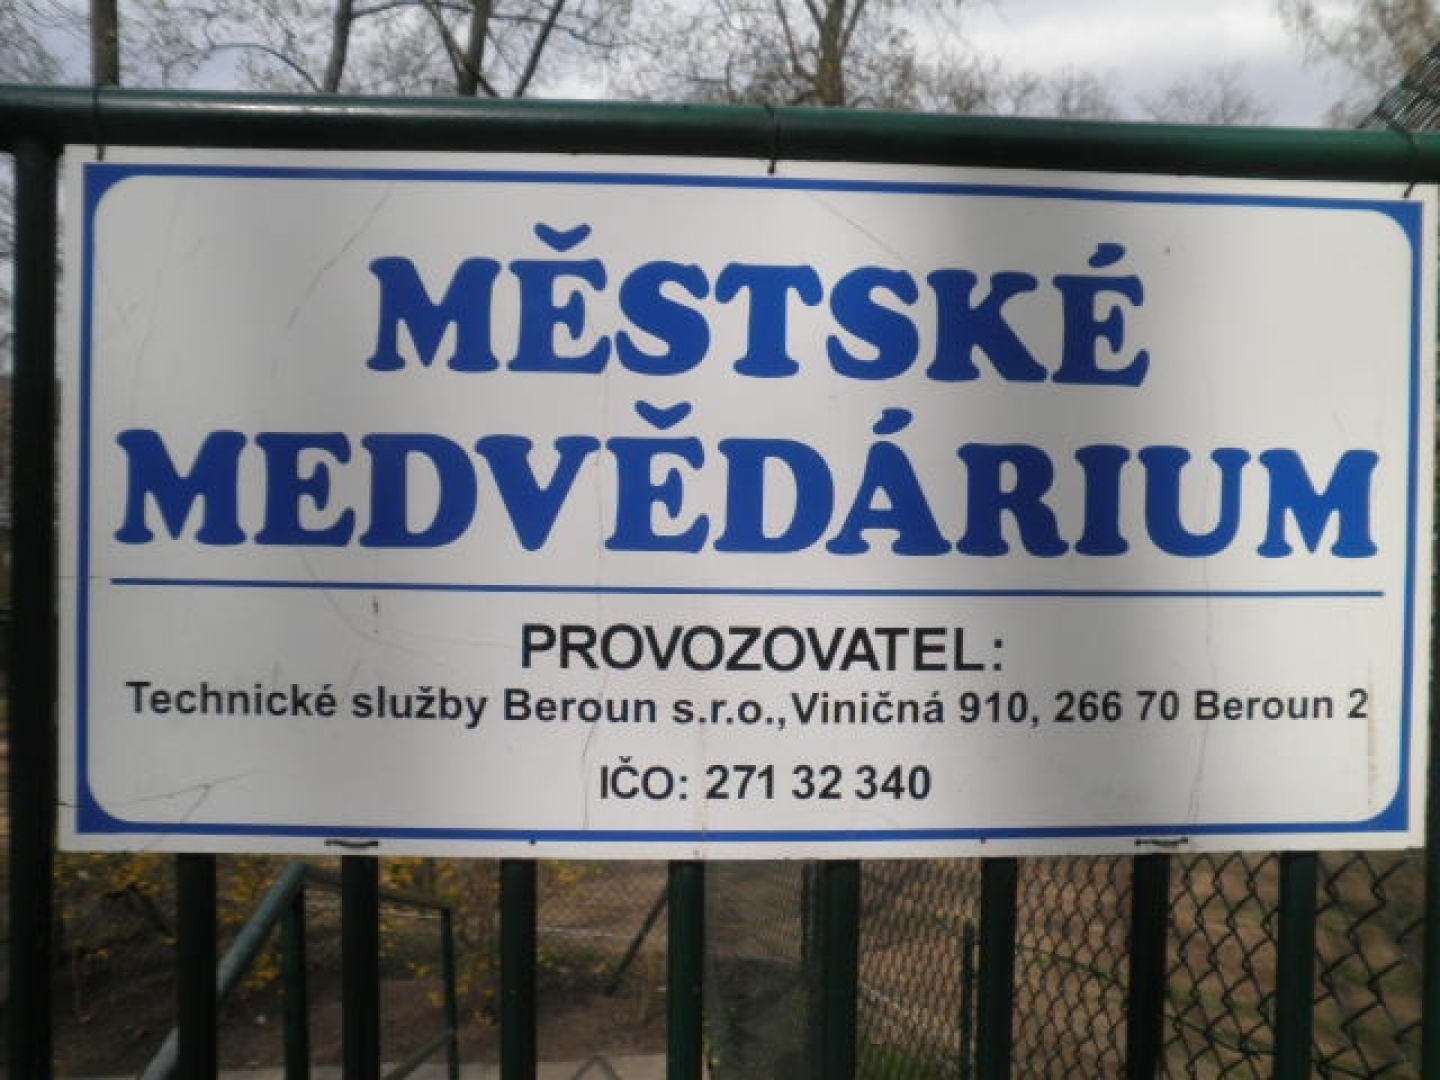 MĚSTSKÉ
MEDVĚDÁRIUM
PROVOZOVATEL:
Technické služby Beroun s.r.o.,Viničná 910, 266 70 Beroun 2
IČO: 271 32 340